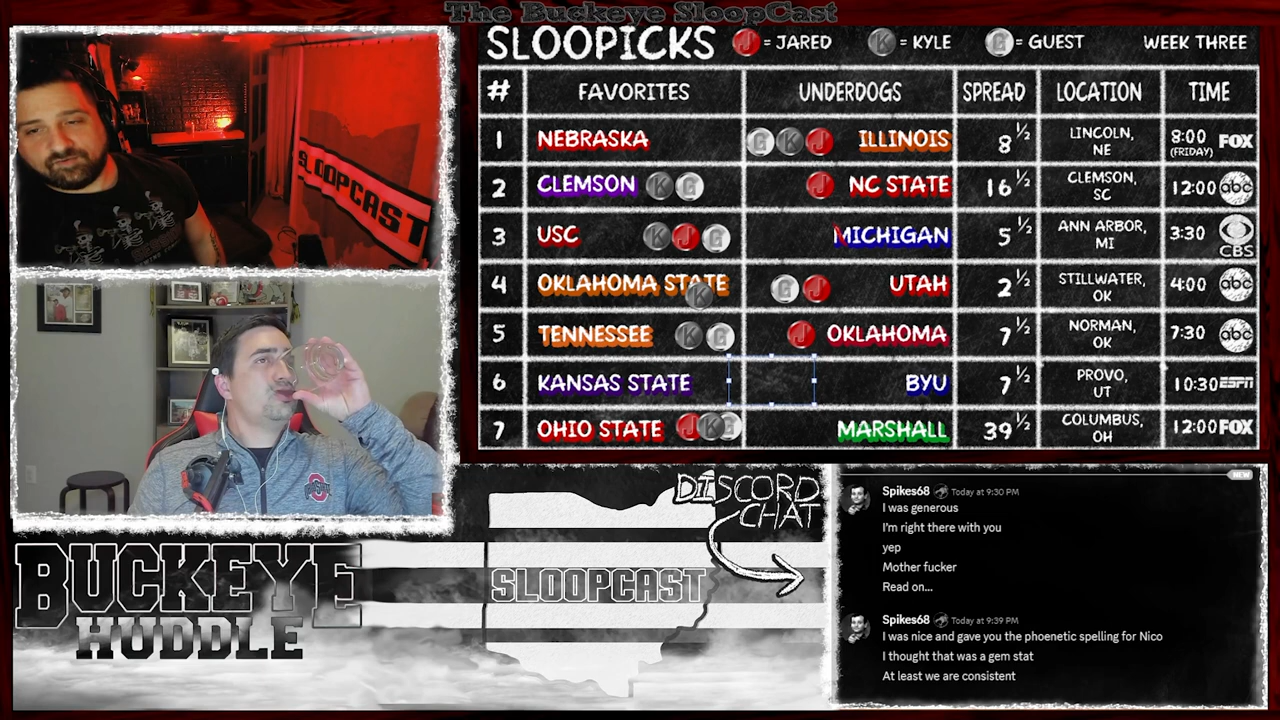 The Buckeye SloopCast
SLOOPICKS J = JARED K = KYLE G = GUEST WEEK THREE
# FAVORITES UNDERDOGS SPREAD LOCATION TIME
1 NEBRASKA G K J ILLINOIS 8 1/2 LINCOLN, NE 8:00 (FRIDAY) FOX
2 CLEMSON K G J NC STATE 16 1/2 CLEMSON, SC 12:00 abc
3 USC K J G MICHIGAN 5 1/2 ANN ARBOR, MI 3:30 CBS
4 OKLAHOMA STATE K G J UTAH 2 1/2 STILLWATER, OK 4:00 abc
5 TENNESSEE K G J OKLAHOMA 7 1/2 NORMAN, OK 7:30 abc
6 KANSAS STATE BYU 7 1/2 PROVO, UT 10:30 ESPN
7 OHIO STATE J K G MARSHALL 39 1/2 COLUMBUS, OH 12:00 FOX
SLOOPCAST
OHIO STATE
BUCKEYE
HUDDLE
SLOOPCAST
DISCORD
CHAT
NEW
Spikes68 Today at 9:30 PM
I was generous
I'm right there with you
yep
Mother fucker
Read on...
Spikes68 Today at 9:39 PM
I was nice and gave you the phoenetic spelling for Nico
I thought that was a gem stat
At least we are consistent